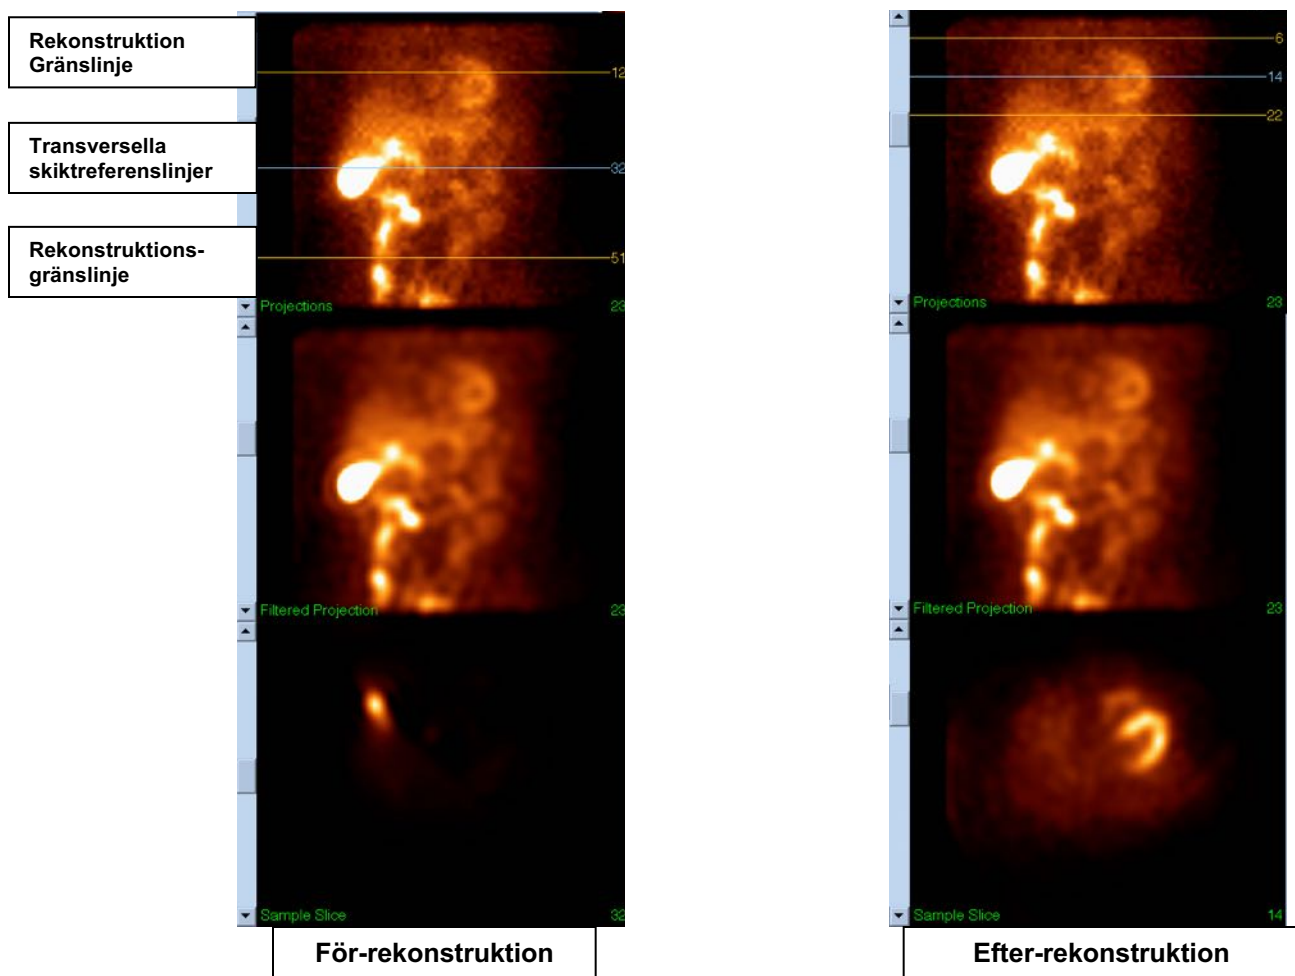 Rekonstruktion
Gränslinje
Transversella
skiktreferenslinjer
Rekonstruktions-
gränslinje
12
32
51
Projections 23
Filtered Projection 23
Sample Slice 32
För-rekonstruktion
6
14
22
Projections 23
Filtered Projection 23
Sample Slice 14
Efter-rekonstruktion